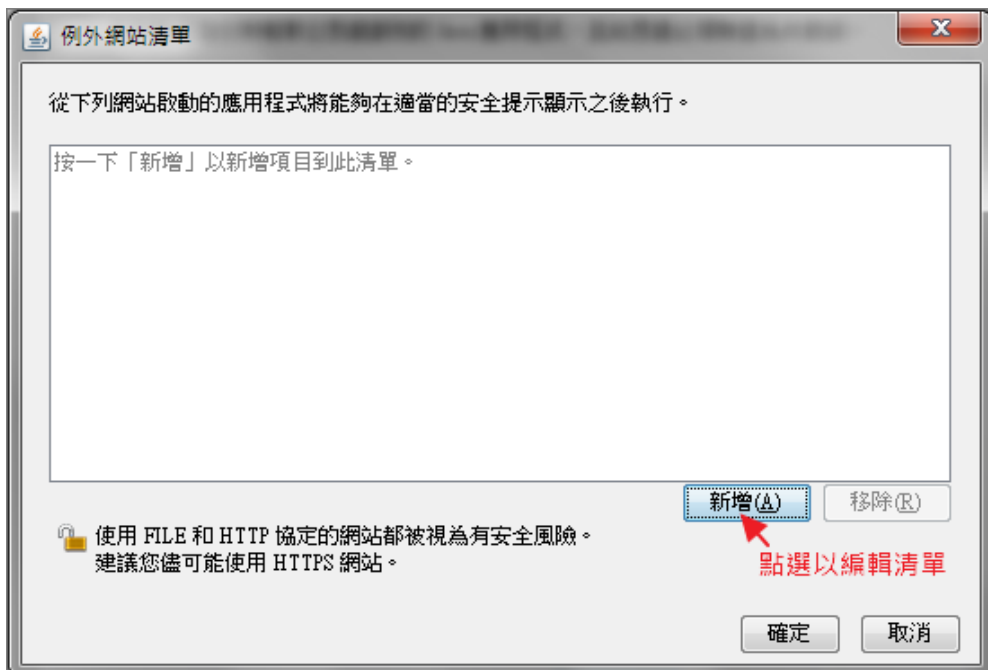 例外網站清單
從下列網站啟動的應用程式將能夠在適當的安全提示顯示之後執行。
按一下「新增」以新增項目到此清單。
新增(A) 移除(R)
使用 FILE 和 HTTP 協定的網站都被視為有安全風險。
建議您儘可能使用 HTTPS 網站。
點選以編輯清單
確定 取消